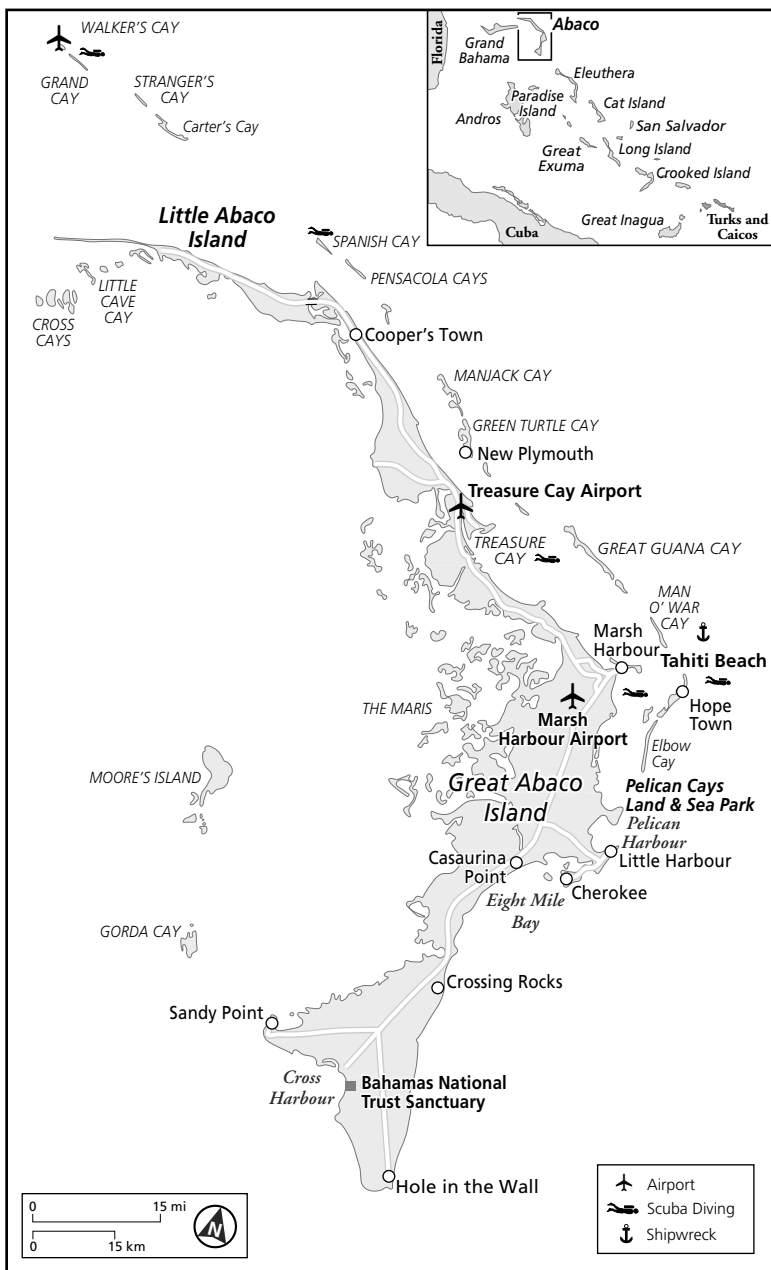 WALKER'S CAY
GRAND
CAY
STRANGER'S
CAY
Carter's Cay
Florida
Grand
Bahama
Abaco
Eleuthera
Paradise
Island
Andros
Cat Island
San Salvador
Great
Exuma
Long Island
Crooked Island
Great Inagua
Cuba
Turks and
Caicos
Little Abaco
Island
SPANISH CAY
PENSACOLA CAYS
LITTLE
CAVE
CAY
CROSS
CAYS
Cooper's Town
MANJACK CAY
GREEN TURTLE CAY
New Plymouth
Treasure Cay Airport
TREASURE
CAY
GREAT GUANA CAY
MAN
O' WAR
CAY
Marsh
Harbour
Tahiti Beach
THE MARIS
Marsh
Harbour Airport
Hope
Town
Elbow
Cay
MOORE'S ISLAND
Great Abaco
Island
Pelican Cays
Land & Sea Park
Pelican
Harbour
Casaurina
Point
Little Harbour
Cherokee
Eight Mile
Bay
GORDA CAY
Crossing Rocks
Sandy Point
Cross
Harbour
Bahamas National
Trust Sanctuary
Hole in the Wall
0
15 mi
0
15 km
N
Airport
Scuba Diving
Shipwreck